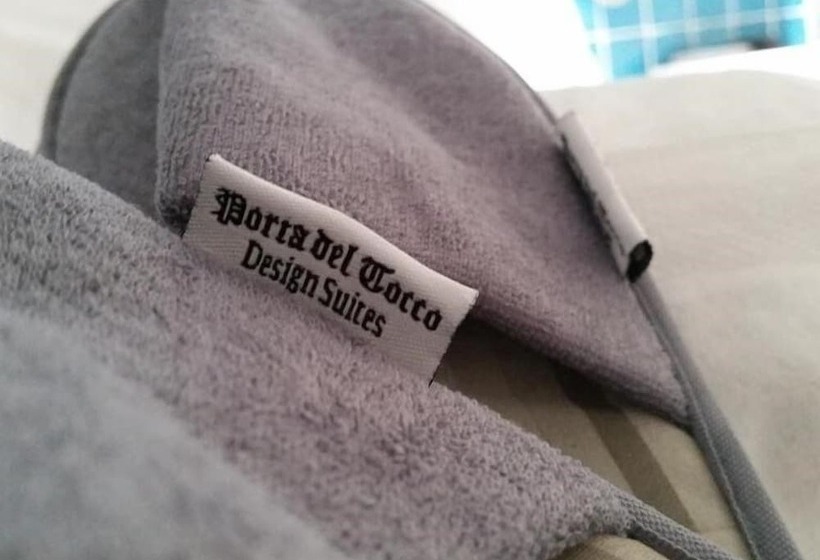 Porta del Tocco
Design Suites